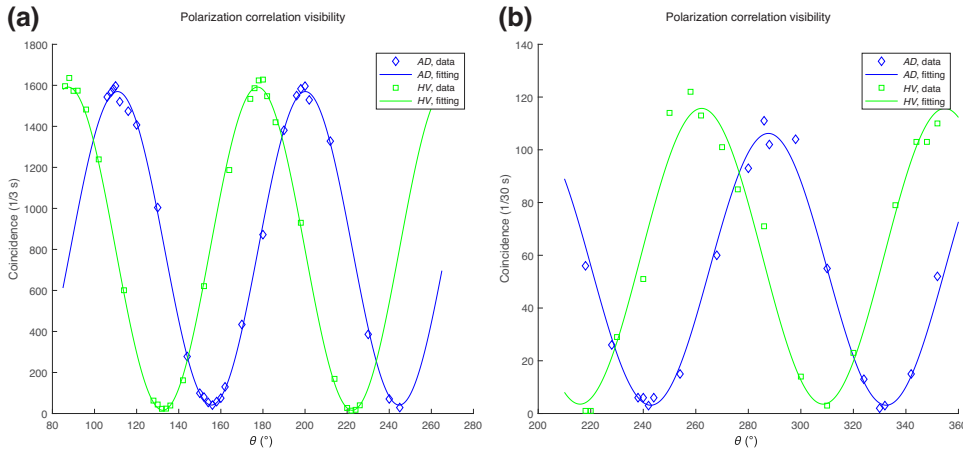 (a)
Polarization correlation visibility
1800
1600
1400
1200
1000
800
600
400
200
0
Coincidence (1/3 s)
80 100 120 140 160 180 200 220 240 260 280
θ (°)
AD, data
AD, fitting
HV, data
HV, fitting
(b)
Polarization correlation visibility
140
120
100
80
60
40
20
0
Coincidence (1/30 s)
200 220 240 260 280 300 320 340 360
θ (°)
AD, data
AD, fitting
HV, data
HV, fitting